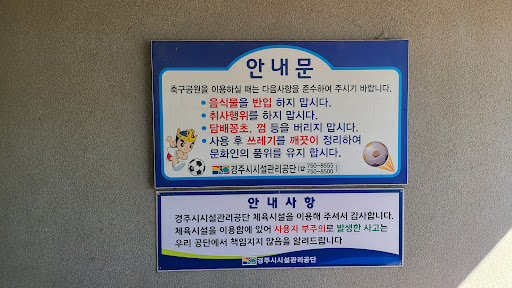 안내문
축구공원을 이용하실 때는 다음사항을 준수하여 주시기 바랍니다.
• 음식물을 반입 하지 맙시다.
• 취사행위를 하지 맙시다.
• 담배꽁초, 껌 등을 버리지 맙시다.
• 사용 후 쓰레기를 깨끗이 정리하여
문화인의 품위를 유지 합시다.
경주시시설관리공단 (☎ 750-8555
750-8500)
안내사항
경주시시설관리공단 체육시설을 이용해 주셔서 감사합니다.
체육시설을 이용함에 있어 사용자 부주의로 발생한 사고는
우리 공단에서 책임지지 않음을 알려드립니다
경주시시설관리공단